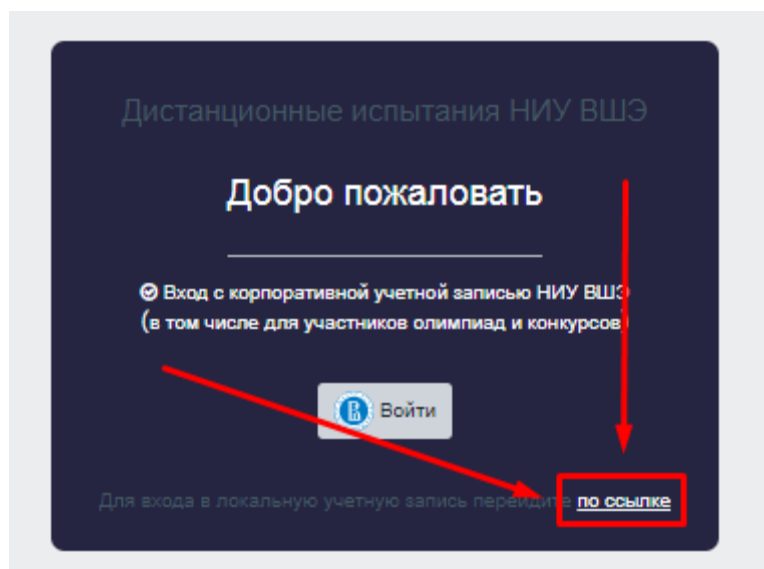 Дистанционные испытания НИУ ВШЭ
Добро пожаловать
Вход с корпоративной учетной записью НИУ ВШЭ
(в том числе для участников олимпиад и конкурсов)
Войти
Для входа в локальную учетную запись перейдите по ссылке